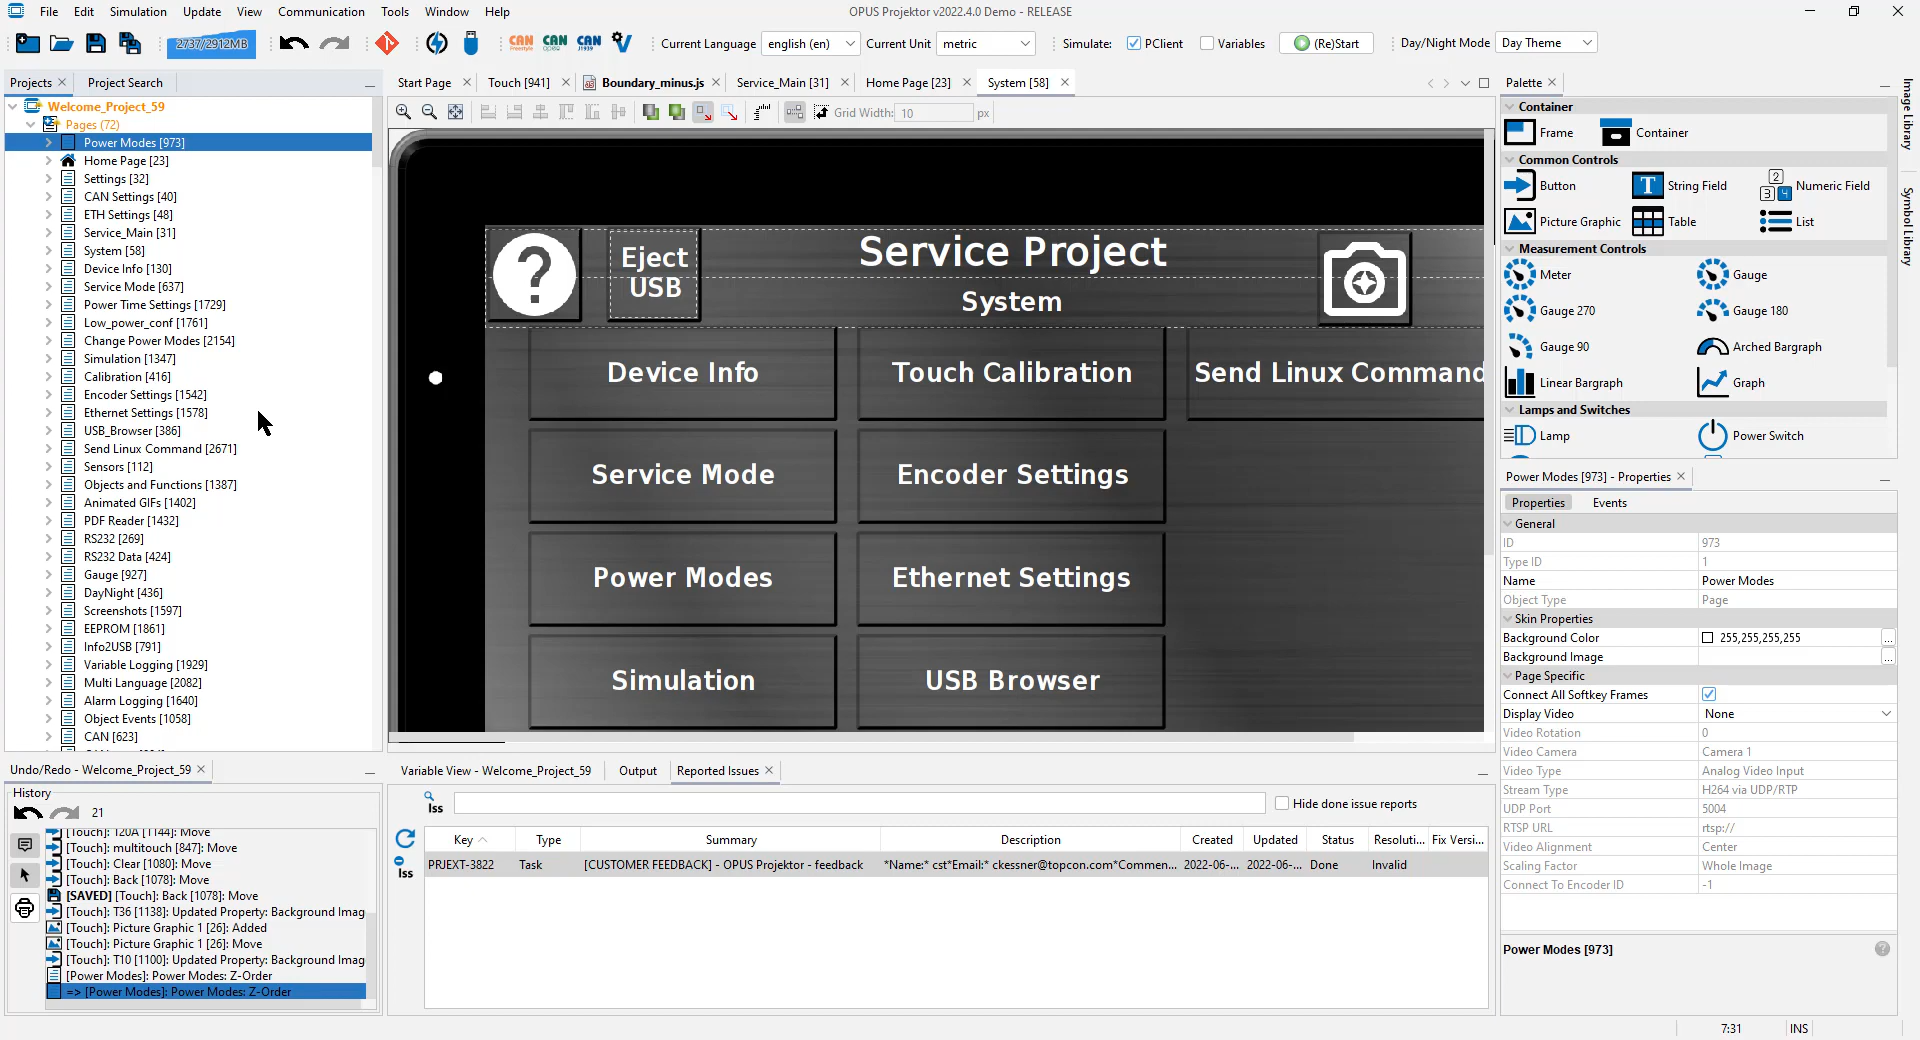 File Edit Simulation Update View Communication Tools Window Help
OPUS Projektor v2022.4.0 Demo - RELEASE
2737/2912MB
CAN Freestyle CAN open CAN J1939
Current Language english (en) Current Unit metric
Simulate: PClient Variables (Re)Start
Day/Night Mode Day Theme
Projects Project Search
Welcome_Project_59
Pages (72)
Power Modes [973]
Home Page [23]
Settings [32]
CAN Settings [40]
ETH Settings [48]
Service_Main [31]
System [58]
Device Info [130]
Service Mode [637]
Power Time Settings [1729]
Low_power_conf [1761]
Change Power Modes [2154]
Simulation [1347]
Calibration [416]
Encoder Settings [1542]
Ethernet Settings [1578]
USB_Browser [386]
Send Linux Command [2671]
Sensors [112]
Objects and Functions [1387]
Animated GIFs [1402]
PDF Reader [1432]
RS232 [269]
RS232 Data [424]
Gauge [927]
DayNight [436]
Screenshots [1597]
EEPROM [1861]
Info2USB [791]
Variable Logging [1929]
Multi Language [2082]
Alarm Logging [1640]
Object Events [1058]
CAN [623]
Start Page Touch [941] Boundary_minus.js Service_Main [31] Home Page [23] System [58]
Grid Width: 10 px
Eject
USB
Service Project
System
Device Info Touch Calibration Send Linux Command
Service Mode Encoder Settings
Power Modes Ethernet Settings
Simulation USB Browser
Palette
Container
Frame Container
Common Controls
Button String Field Numeric Field
Picture Graphic Table List
Measurement Controls
Meter Gauge
Gauge 270 Gauge 180
Gauge 90 Arched Bargraph
Linear Bargraph Graph
Lamps and Switches
Lamp Power Switch
Image Library
Symbol Library
Power Modes [973] - Properties
Properties Events
General
ID 973
Type ID 1
Name Power Modes
Object Type Page
Skin Properties
Background Color 255,255,255,255 ...
Background Image ...
Page Specific
Connect All Softkey Frames
Display Video None
Video Rotation 0
Video Camera Camera 1
Video Type Analog Video Input
Stream Type H264 via UDP/RTP
UDP Port 5004
RTSP URL rtsp://
Video Alignment Center
Scaling Factor Whole Image
Connect To Encoder ID -1
Power Modes [973]
Undo/Redo - Welcome_Project_59
History
21
[Touch]: 120A [1144]: Move
[Touch]: multitouch [847]: Move
[Touch]: Clear [1080]: Move
[Touch]: Back [1078]: Move
[SAVED] [Touch]: Back [1078]: Move
[Touch]: T36 [1138]: Updated Property: Background Imag
[Touch]: Picture Graphic 1 [26]: Added
[Touch]: Picture Graphic 1 [26]: Move
[Touch]: T10 [1100]: Updated Property: Background Imag
[Power Modes]: Power Modes: Z-Order
=> [Power Modes]: Power Modes: Z-Order
Variable View - Welcome_Project_59 Output Reported Issues
Iss
Hide done issue reports
Key Type Summary Description Created Updated Status Resoluti... Fix Versi...
PRJEXT-3822 Task [CUSTOMER FEEDBACK] - OPUS Projektor - feedback *Name:* cst*Email:* ckessner@topcon.com*Commen... 2022-06-... 2022-06-... Done Invalid
Iss
7:31 INS